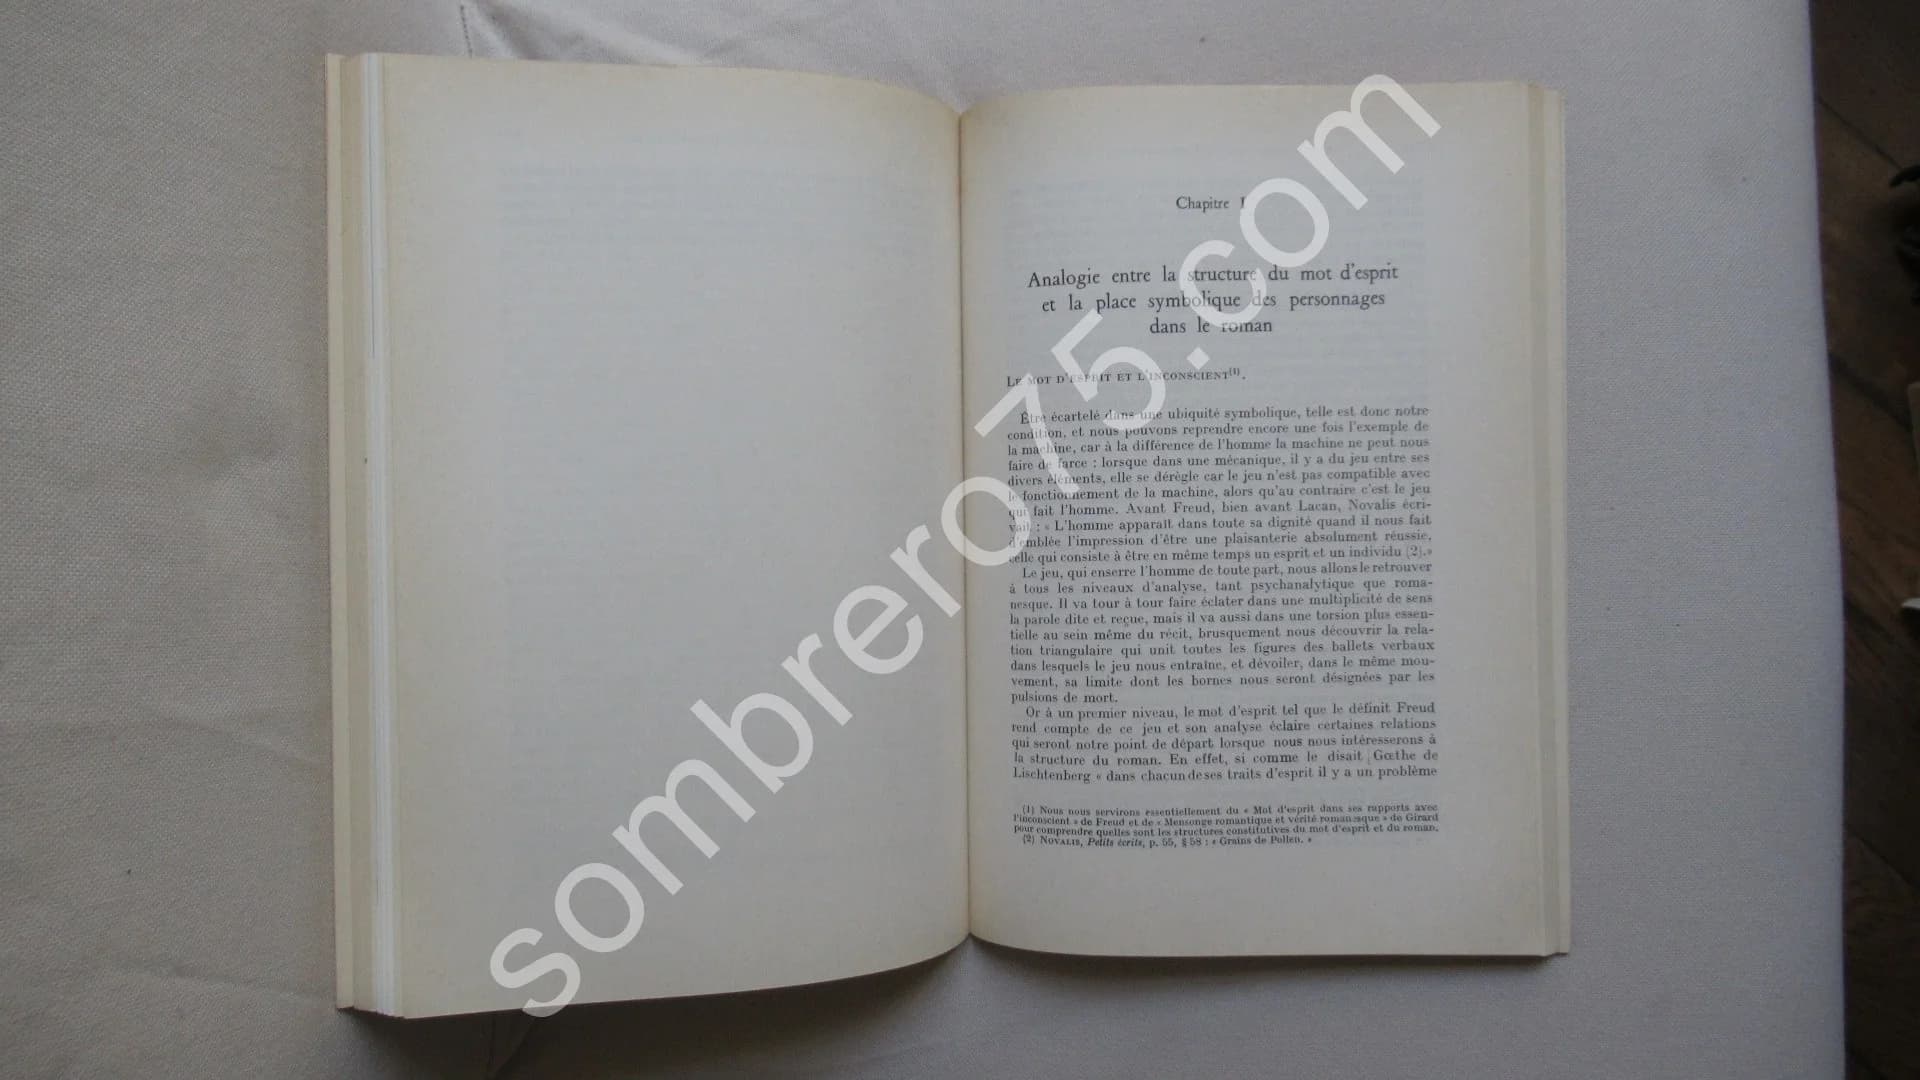 Chapitre I
Analogie entre la structure du mot d'esprit
et la place symbolique des personnages
dans le roman
LE MOT D'ESPRIT ET L'INCONSCIENT(1).
Être écartelé dans une ubiquité symbolique, telle est donc notre
condition, et nous pouvons reprendre encore une fois l'exemple de
la machine, car à la différence de l'homme la machine ne peut nous
faire de farce : lorsque dans une mécanique, il y a du jeu entre ses
divers éléments, elle se dérègle car le jeu n'est pas compatible avec
le fonctionnement de la machine, alors qu'au contraire c'est le jeu
qui fait l'homme. Avant Freud, bien avant Lacan, Novalis écri-
vait : « L'homme apparaît dans toute sa dignité quand il nous fait
d'emblée l'impression d'être une plaisanterie absolument réussie,
celle qui consiste à être en même temps un esprit et un individu (2).»
Le jeu, qui enserre l'homme de toute part, nous allons le retrouver
à tous les niveaux d'analyse, tant psychanalytique que roma-
nesque. Il va tour à tour faire éclater dans une multiplicité de sens
la parole dite et reçue, mais il va aussi dans une torsion plus essen-
tielle au sein même du récit, brusquement nous découvrir la rela-
tion triangulaire qui unit toutes les figures des ballets verbaux
dans lesquels le jeu nous entraîne, et dévoiler, dans le même mou-
vement, sa limite dont les bornes nous seront désignées par les
pulsions de mort.
Or à un premier niveau, le mot d'esprit tel que le définit Freud
rend compte de ce jeu et son analyse éclaire certaines relations
qui seront notre point de départ lorsque nous nous intéresserons à
la structure du roman. En effet, si comme le disait Gœthe de
Lischtenberg « dans chacun de ses traits d'esprit il y a un problème
(1) Nous nous servirons essentiellement du « Mot d'esprit dans ses rapports avec
l'inconscient » de Freud et de « Mensonge romantique et vérité romanesque » de Girard
pour comprendre quelles sont les structures constitutives du mot d'esprit et du roman.
(2) NOVALIS, Petits écrits, p. 55, § 58 : « Grains de Pollen. »
sombrero75.com